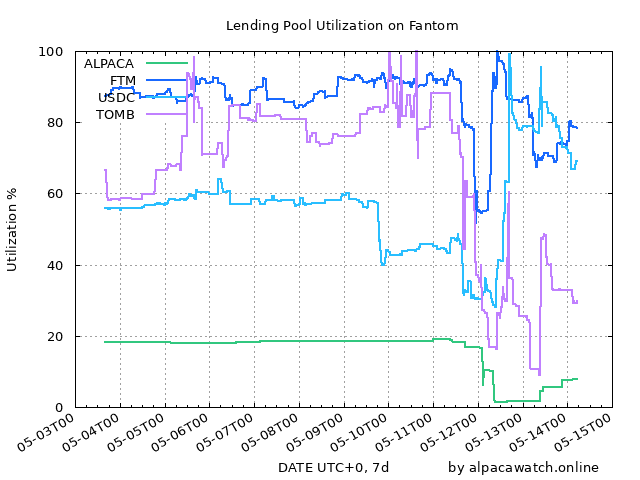 Lending Pool Utilization on Fantom
100
80
60
40
20
0
Utilization %
ALPACA
FTM
USDC
TOMB
05-03T00
05-04T00
05-05T00
05-06T00
05-07T00
05-08T00
05-09T00
05-10T00
05-11T00
05-12T00
05-13T00
05-14T00
05-15T00
DATE UTC+0, 7d
by alpacawatch.online